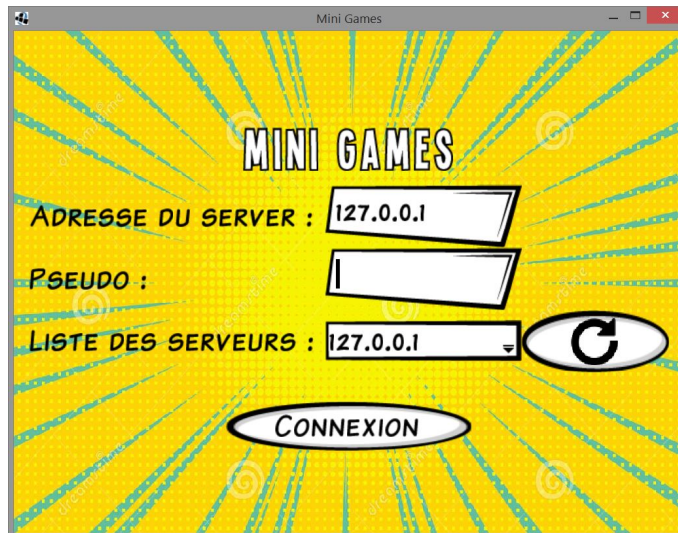 Mini Games
MINI GAMES
ADRESSE DU SERVER : 127.0.0.1
PSEUDO :
LISTE DES SERVEURS : 127.0.0.1
CONNEXION
dreamstime